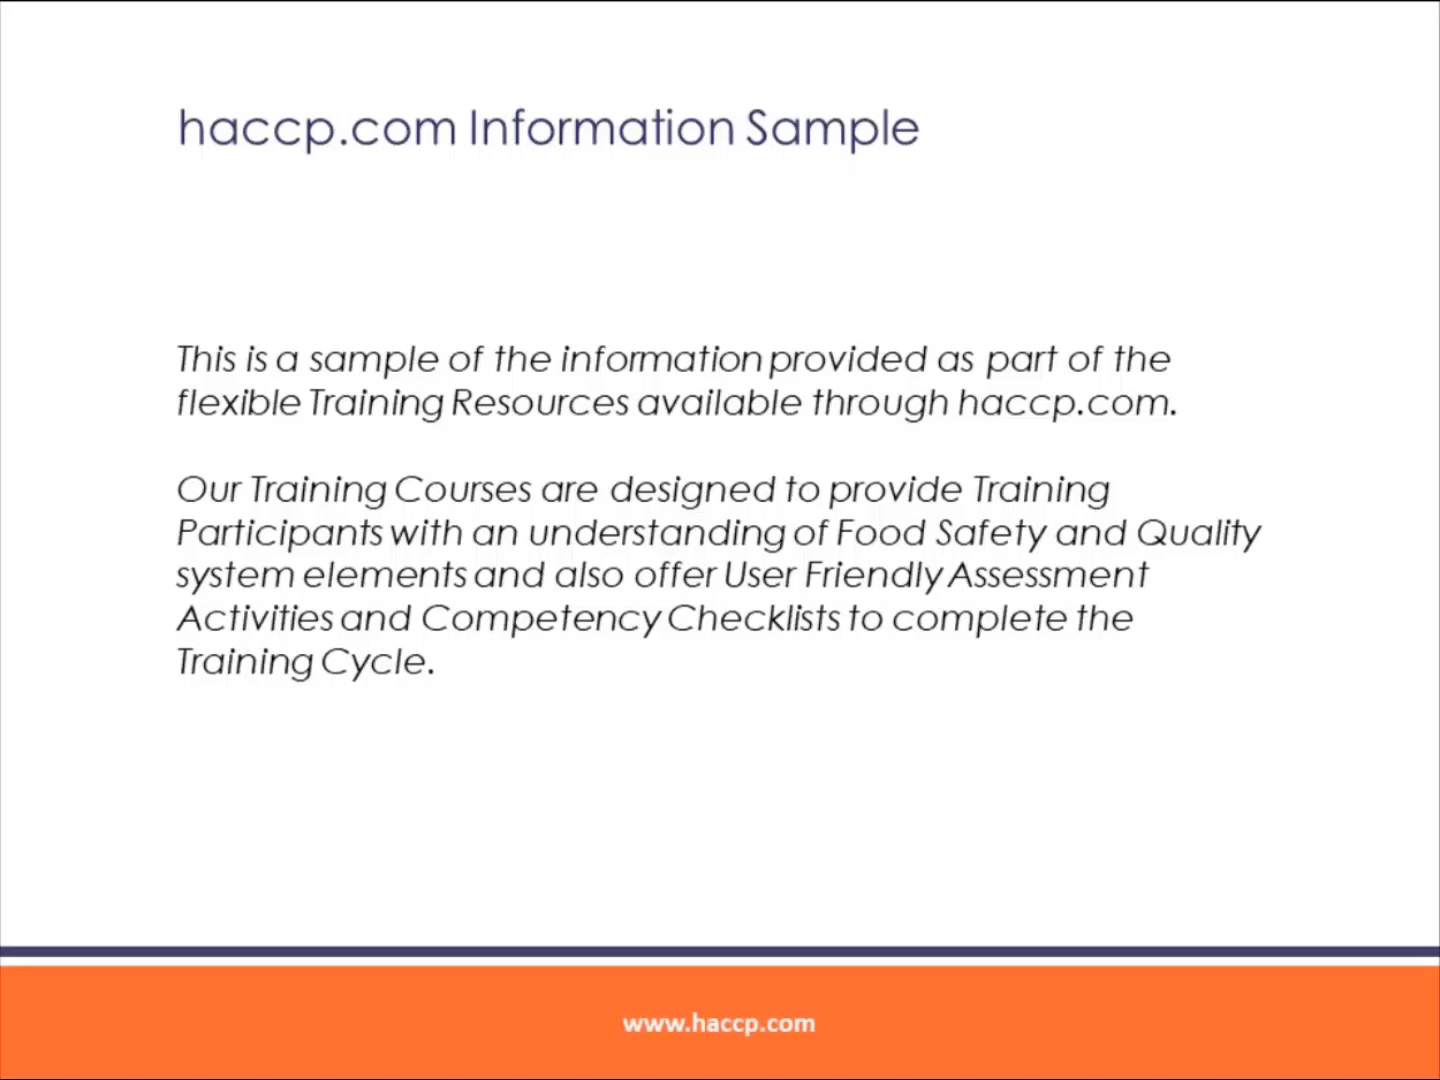 haccp.com Information Sample
This is a sample of the information provided as part of the
flexible Training Resources available through haccp.com.
Our Training Courses are designed to provide Training
Participants with an understanding of Food Safety and Quality
system elements and also offer User Friendly Assessment
Activities and Competency Checklists to complete the
Training Cycle.
www.haccp.com